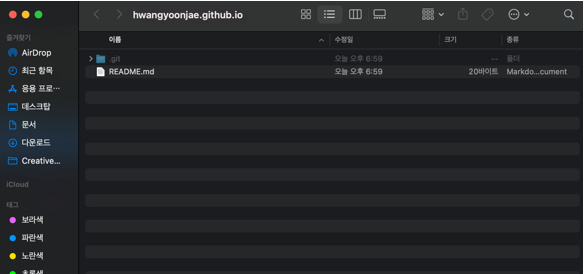 hwangyoonjae.github.io
즐겨찾기
AirDrop
최근 항목
응용 프로…
데스크탑
문서
다운로드
Creative…
iCloud
태그
보라색
파란색
노란색
초록색
이름 수정일 크기 종류
.git 오늘 오후 6:59 -- 폴더
README.md 오늘 오후 6:59 20바이트 Markdo...cument